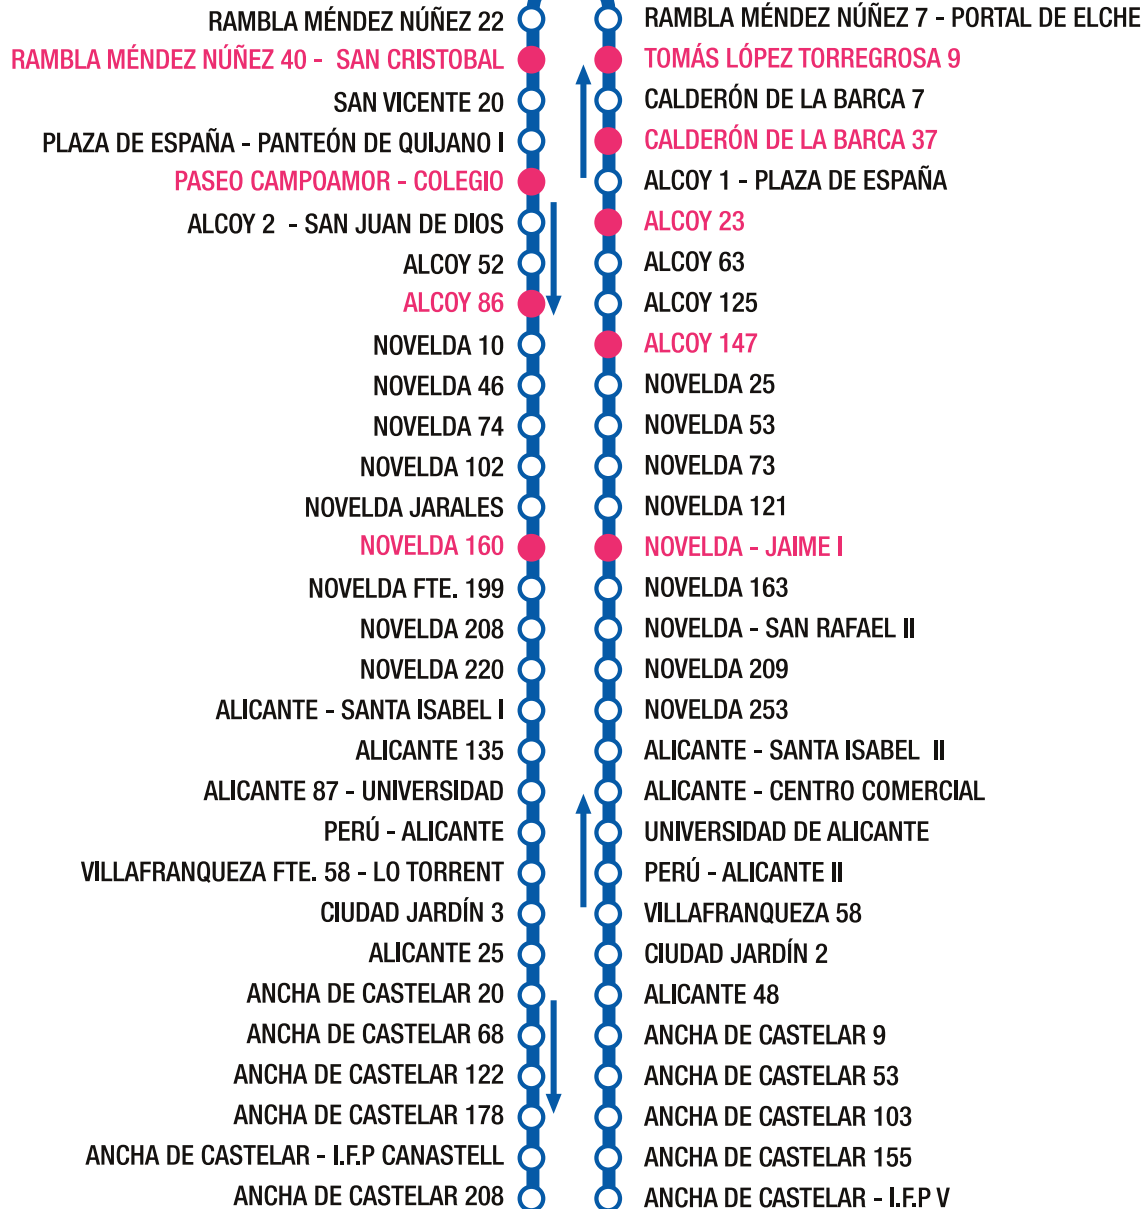 RAMBLA MÉNDEZ NÚÑEZ 22
RAMBLA MÉNDEZ NÚÑEZ 40 - SAN CRISTOBAL
SAN VICENTE 20
PLAZA DE ESPAÑA - PANTEÓN DE QUIJANO I
PASEO CAMPOAMOR - COLEGIO
ALCOY 2 - SAN JUAN DE DIOS
ALCOY 52
ALCOY 86
NOVELDA 10
NOVELDA 46
NOVELDA 74
NOVELDA 102
NOVELDA JARALES
NOVELDA 160
NOVELDA FTE. 199
NOVELDA 208
NOVELDA 220
ALICANTE - SANTA ISABEL I
ALICANTE 135
ALICANTE 87 - UNIVERSIDAD
PERÚ - ALICANTE
VILLAFRANQUEZA FTE. 58 - LO TORRENT
CIUDAD JARDÍN 3
ALICANTE 25
ANCHA DE CASTELAR 20
ANCHA DE CASTELAR 68
ANCHA DE CASTELAR 122
ANCHA DE CASTELAR 178
ANCHA DE CASTELAR - I.F.P CANASTELL
ANCHA DE CASTELAR 208
RAMBLA MÉNDEZ NÚÑEZ 7 - PORTAL DE ELCHE
TOMÁS LÓPEZ TORREGROSA 9
CALDERÓN DE LA BARCA 7
CALDERÓN DE LA BARCA 37
ALCOY 1 - PLAZA DE ESPAÑA
ALCOY 23
ALCOY 63
ALCOY 125
ALCOY 147
NOVELDA 25
NOVELDA 53
NOVELDA 73
NOVELDA 121
NOVELDA - JAIME I
NOVELDA 163
NOVELDA - SAN RAFAEL II
NOVELDA 209
NOVELDA 253
ALICANTE - SANTA ISABEL II
ALICANTE - CENTRO COMERCIAL
UNIVERSIDAD DE ALICANTE
PERÚ - ALICANTE II
VILLAFRANQUEZA 58
CIUDAD JARDÍN 2
ALICANTE 48
ANCHA DE CASTELAR 9
ANCHA DE CASTELAR 53
ANCHA DE CASTELAR 103
ANCHA DE CASTELAR 155
ANCHA DE CASTELAR - I.F.P V